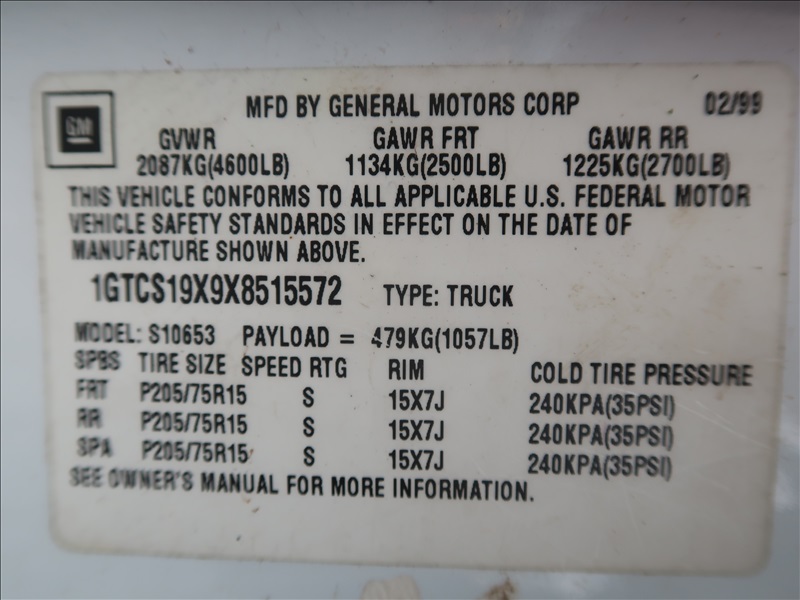 GM
MFD BY GENERAL MOTORS CORP 02/99
GVWR GAWR FRT GAWR RR
2087KG(4600LB) 1134KG(2500LB) 1225KG(2700LB)
THIS VEHICLE CONFORMS TO ALL APPLICABLE U.S. FEDERAL MOTOR
VEHICLE SAFETY STANDARDS IN EFFECT ON THE DATE OF
MANUFACTURE SHOWN ABOVE.
1GTCS19X9X8515572 TYPE: TRUCK
MODEL: S10653 PAYLOAD = 479KG(1057LB)
SPBS TIRE SIZE SPEED RTG RIM COLD TIRE PRESSURE
FRT P205/75R15 S 15X7J 240KPA(35PSI)
RR P205/75R15 S 15X7J 240KPA(35PSI)
SPA P205/75R15 S 15X7J 240KPA(35PSI)
SEE OWNER'S MANUAL FOR MORE INFORMATION.